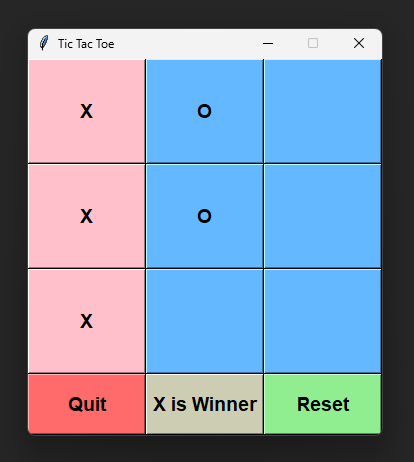 Tic Tac Toe
X O
X O
X
Quit X is Winner Reset